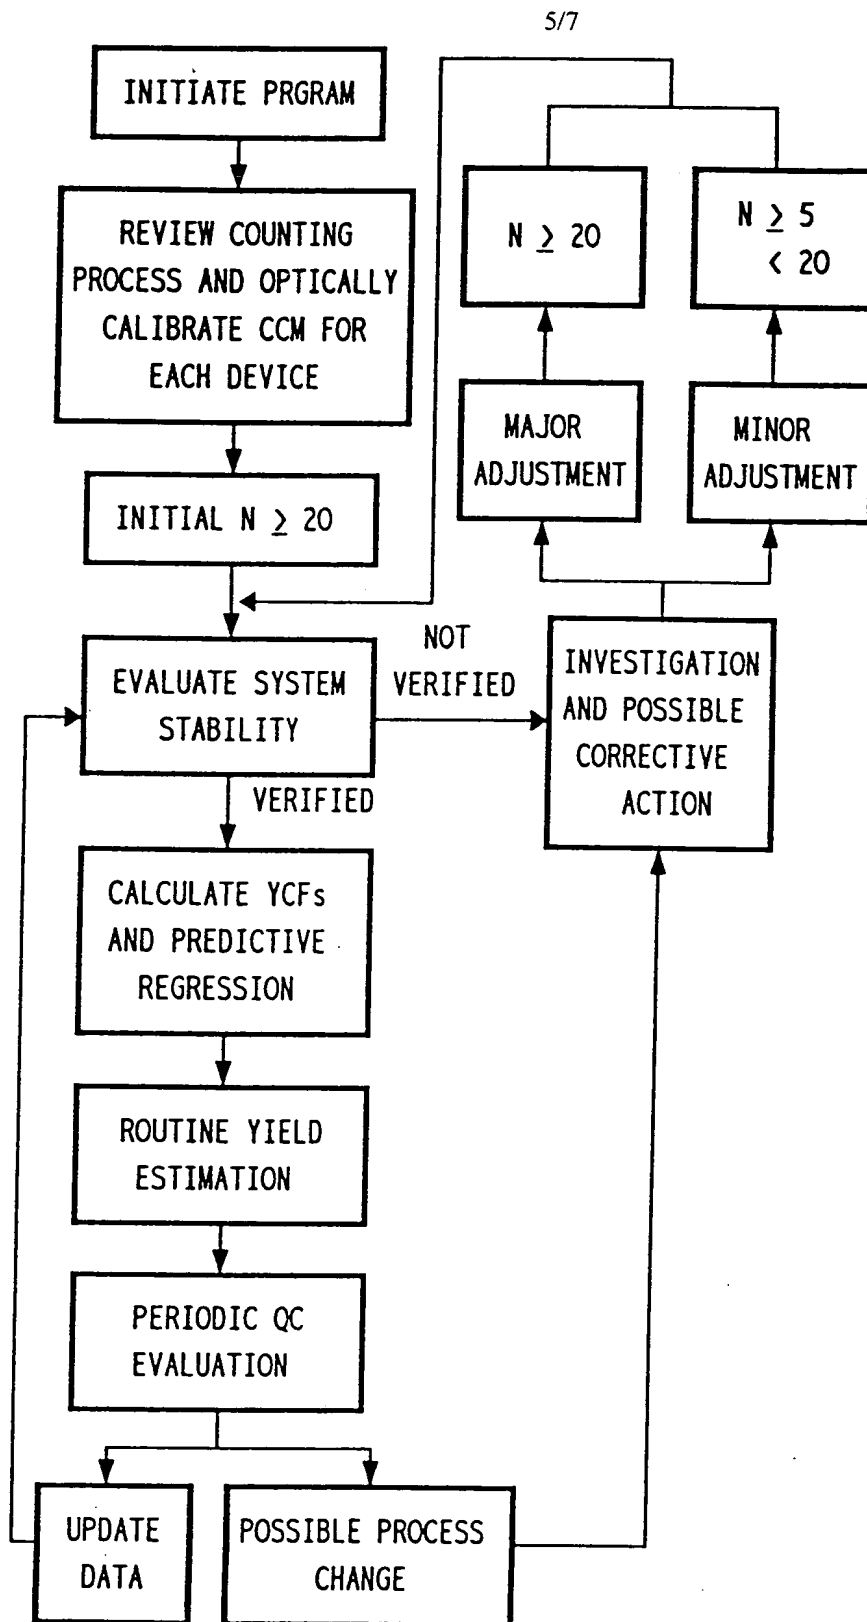 5/7
INITIATE PRGRAM
REVIEW COUNTING
PROCESS AND OPTICALLY
CALIBRATE CCM FOR
EACH DEVICE
INITIAL N ≥ 20
EVALUATE SYSTEM
STABILITY
NOT
VERIFIED
VERIFIED
INVESTIGATION
AND POSSIBLE
CORRECTIVE
ACTION
MAJOR
ADJUSTMENT
MINOR
ADJUSTMENT
N ≥ 20
N ≥ 5
< 20
CALCULATE YCFs
AND PREDICTIVE
REGRESSION
ROUTINE YIELD
ESTIMATION
PERIODIC QC
EVALUATION
UPDATE
DATA
POSSIBLE PROCESS
CHANGE